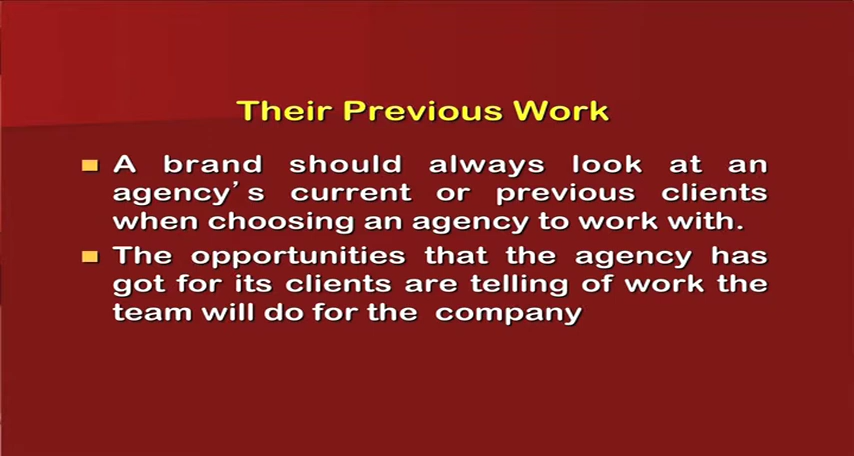 Their Previous Work
A brand should always look at an
agency's current or previous clients
when choosing an agency to work with.
The opportunities that the agency has
got for its clients are telling of work the
team will do for the company